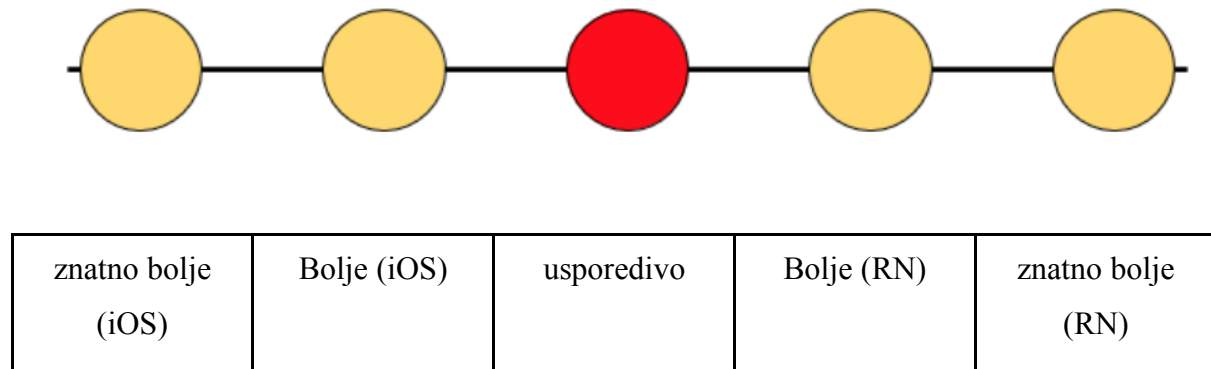 znatno bolje
(iOS)
Bolje (iOS)
usporedivo
Bolje (RN)
znatno bolje
(RN)